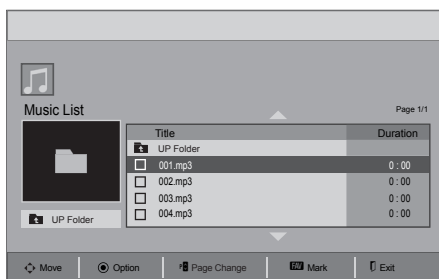 Music List
Page 1/1
Title Duration
UP Folder
001.mp3 0 : 00
002.mp3 0 : 00
003.mp3 0 : 00
004.mp3 0 : 00
UP Folder
Move Option Page Change FAV Mark Exit